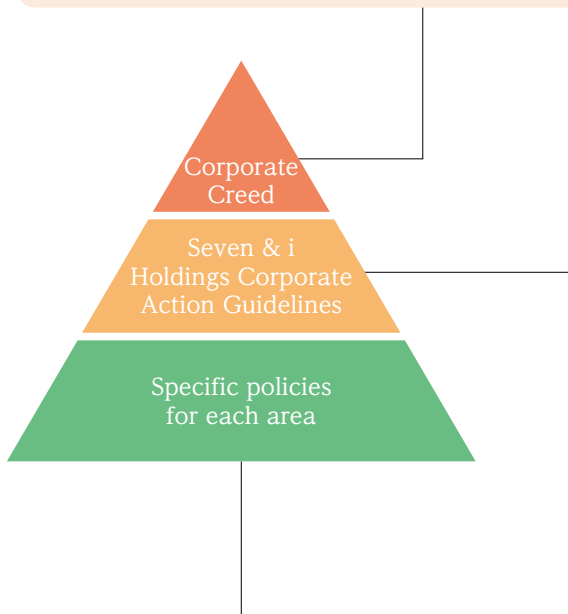 Corporate
Creed
Seven & i
Holdings Corporate
Action Guidelines
Specific policies
for each area